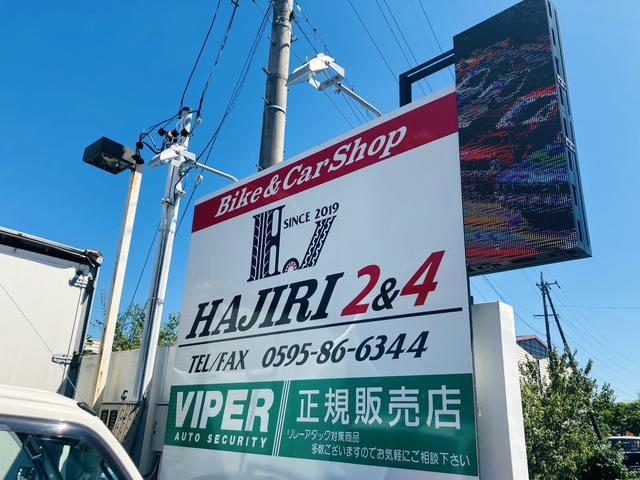 Bike & Car Shop
SINCE 2019
H.J
HAJIRI 2&4
TEL/FAX 0595-86-6344
VIPER
AUTO SECURITY
正規販売店
リレーアタック対策商品
多数ございますのでお気軽にご相談下さい